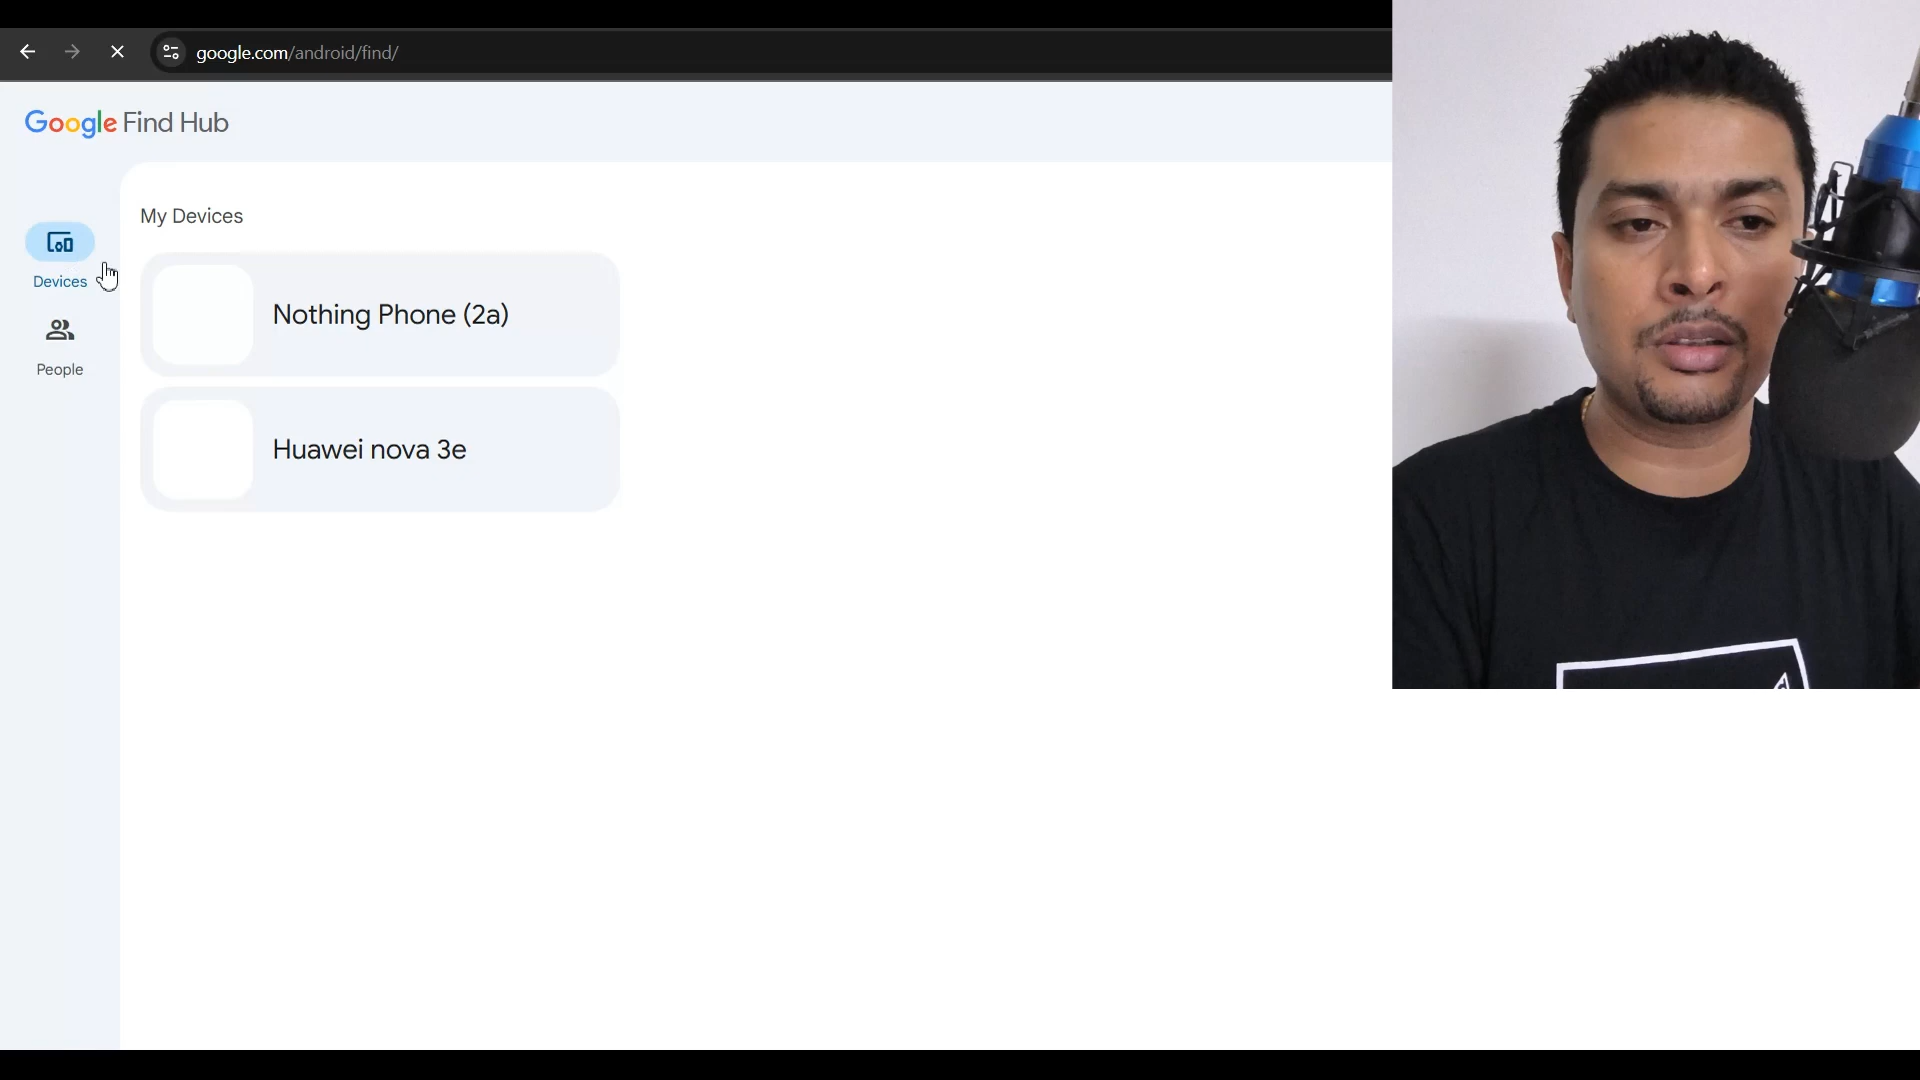 google.com/android/find/
Google Find Hub
My Devices
Devices
People
Nothing Phone (2a)
Huawei nova 3e